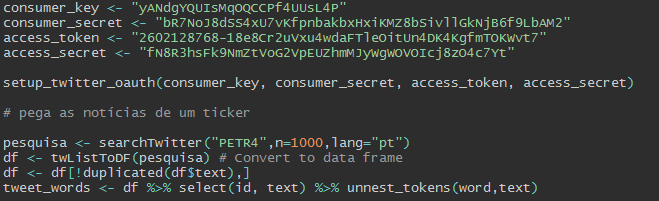 consumer_key <- "yANdgYQUIsMqOQCCPf4UUsL4P"
consumer_secret <- "bR7NoJ8dSS4xU7vKfpnbakbxHxiKMZ8bSivllGkNjB6f9LbAM2"
access_token <- "2602128768-18e8Cr2uVxu4wdaFTleOitUn4DK4KgfmTOKWvt7"
access_secret <- "fN8R3hsFk9NmZtVoG2VpEUZhmMJyWgWOVOIcj8zO4c7Yt"
setup_twitter_oauth(consumer_key, consumer_secret, access_token, access_secret)
# pega as notícias de um ticker
pesquisa <- searchTwitter("PETR4",n=1000,lang="pt")
df <- twListToDF(pesquisa) # Convert to data frame
df <- df[!duplicated(df$text),]
tweet_words <- df %>% select(id, text) %>% unnest_tokens(word,text)